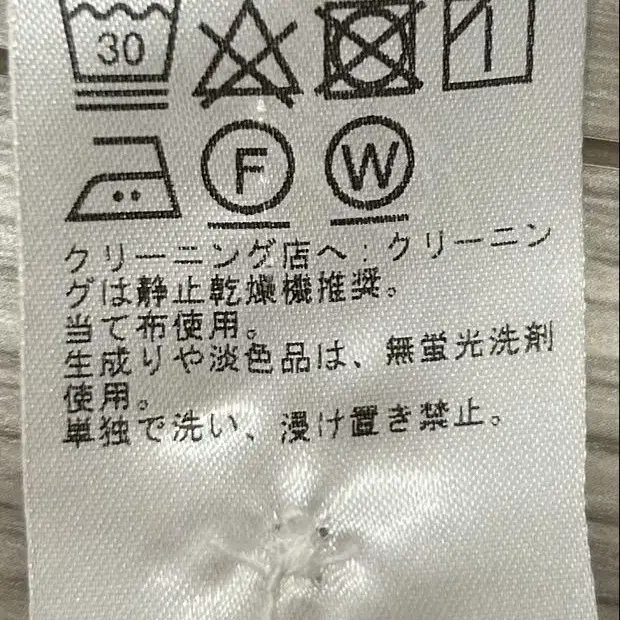 30
F W
クリーニング店へ:クリーニン
グは静止乾燥機推奨。
当て布使用。
生成りや淡色品は、無蛍光洗剤
使用。
単独で洗い、浸け置き禁止。